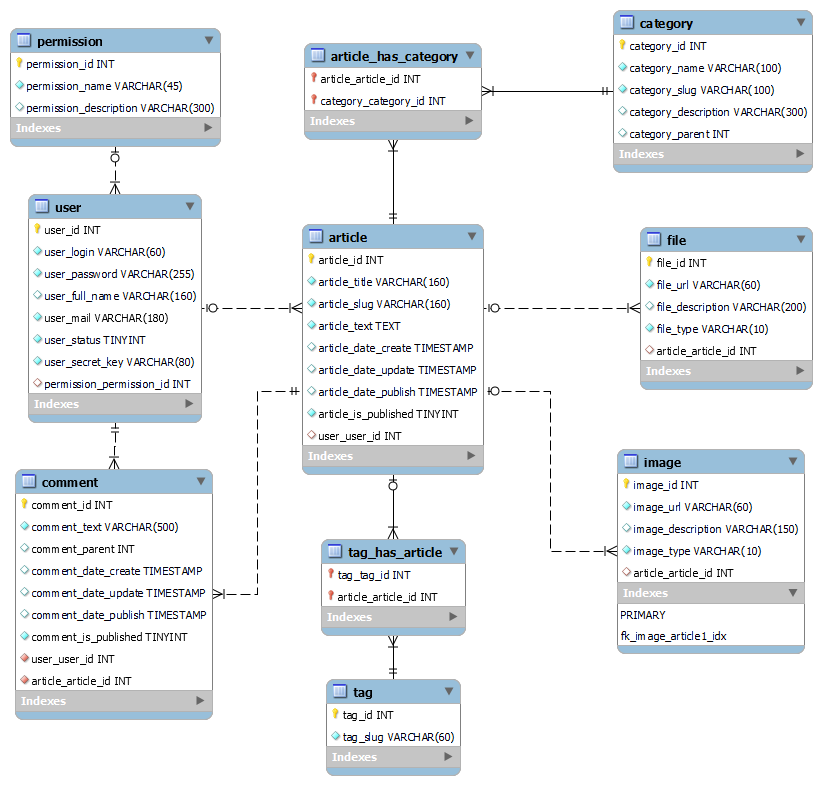 permission
permission_id INT
permission_name VARCHAR(45)
permission_description VARCHAR(300)
Indexes
article_has_category
article_article_id INT
category_category_id INT
Indexes
category
category_id INT
category_name VARCHAR(100)
category_slug VARCHAR(100)
category_description VARCHAR(300)
category_parent INT
Indexes
user
user_id INT
user_login VARCHAR(60)
user_password VARCHAR(255)
user_full_name VARCHAR(160)
user_mail VARCHAR(180)
user_status TINYINT
user_secret_key VARCHAR(80)
permission_permission_id INT
Indexes
article
article_id INT
article_title VARCHAR(160)
article_slug VARCHAR(160)
article_text TEXT
article_date_create TIMESTAMP
article_date_update TIMESTAMP
article_date_publish TIMESTAMP
article_is_published TINYINT
user_user_id INT
Indexes
file
file_id INT
file_url VARCHAR(60)
file_description VARCHAR(200)
file_type VARCHAR(10)
article_article_id INT
Indexes
comment
comment_id INT
comment_text VARCHAR(500)
comment_parent INT
comment_date_create TIMESTAMP
comment_date_update TIMESTAMP
comment_date_publish TIMESTAMP
comment_is_published TINYINT
user_user_id INT
article_article_id INT
Indexes
tag_has_article
tag_tag_id INT
article_article_id INT
Indexes
image
image_id INT
image_url VARCHAR(60)
image_description VARCHAR(150)
image_type VARCHAR(10)
article_article_id INT
Indexes
PRIMARY
fk_image_article1_idx
tag
tag_id INT
tag_slug VARCHAR(60)
Indexes